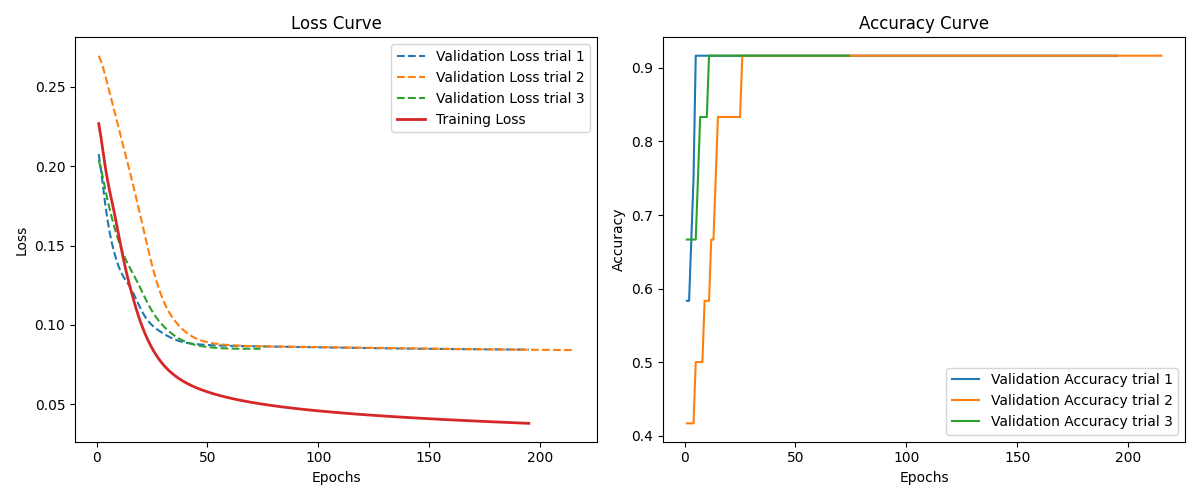 Loss Curve
Validation Loss trial 1
Validation Loss trial 2
Validation Loss trial 3
Training Loss
0.25
0.20
0.15
0.10
0.05
Loss
0
50
100
150
200
Epochs
Accuracy Curve
0.9
0.8
0.7
0.6
0.5
0.4
Accuracy
Validation Accuracy trial 1
Validation Accuracy trial 2
Validation Accuracy trial 3
0
50
100
150
200
Epochs